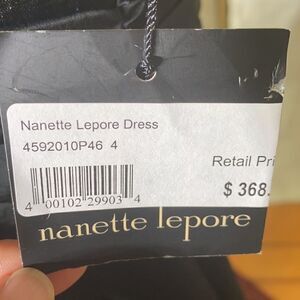 Nanette Lepore Dress
4592010P46 4
Retail Pri
$ 368.
4 00102 29903 4
nanette lepore